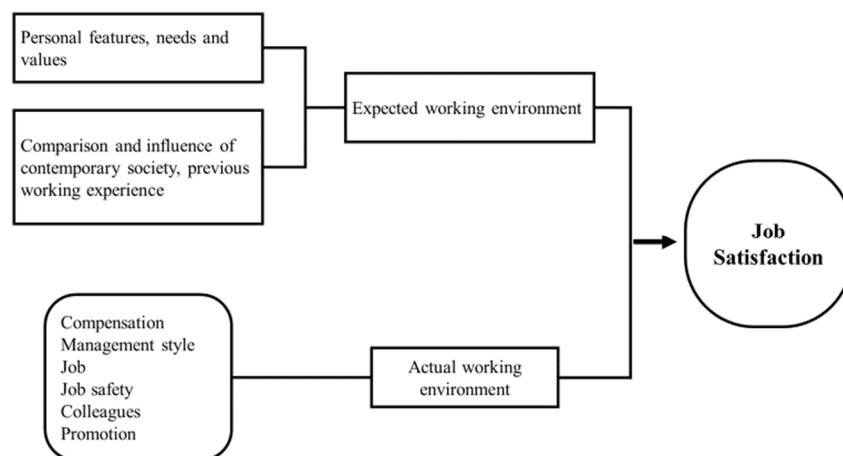 Personal features, needs and
values
Comparison and influence of
contemporary society, previous
working experience
Expected working environment
Job
Satisfaction
Compensation
Management style
Job
Job safety
Colleagues
Promotion
Actual working
environment